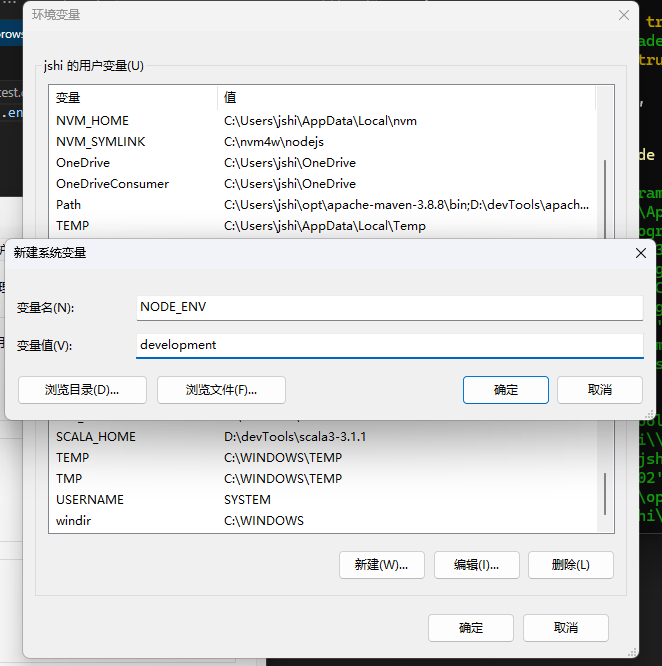 环境变量
jshi 的用户变量(U)
变量 值
NVM_HOME C:\Users\jshi\AppData\Local\nvm
NVM_SYMLINK C:\nvm4w\nodejs
OneDrive C:\Users\jshi\OneDrive
OneDriveConsumer C:\Users\jshi\OneDrive
Path C:\Users\jshi\opt\apache-maven-3.8.8\bin;D:\devTools\apach...
TEMP C:\Users\jshi\AppData\Local\Temp
新建系统变量
变量名(N): NODE_ENV
变量值(V): development
浏览目录(D)... 浏览文件(F)... 确定 取消
SCALA_HOME D:\devTools\scala3-3.1.1
TEMP C:\WINDOWS\TEMP
TMP C:\WINDOWS\TEMP
USERNAME SYSTEM
windir C:\WINDOWS
新建(W)... 编辑(I)... 删除(L)
确定 取消